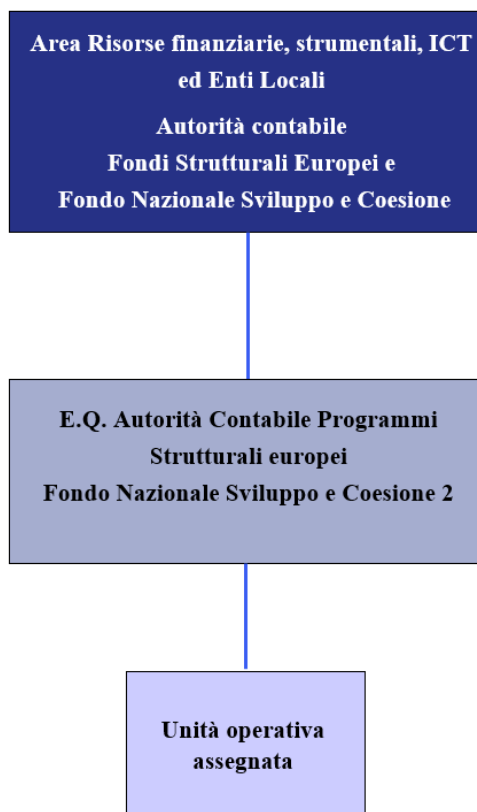 Area Risorse finanziarie, strumentali, ICT
ed Enti Locali
Autorità contabile
Fondi Strutturali Europei e
Fondo Nazionale Sviluppo e Coesione
E.Q. Autorità Contabile Programmi
Strutturali europei
Fondo Nazionale Sviluppo e Coesione 2
Unità operativa
assegnata